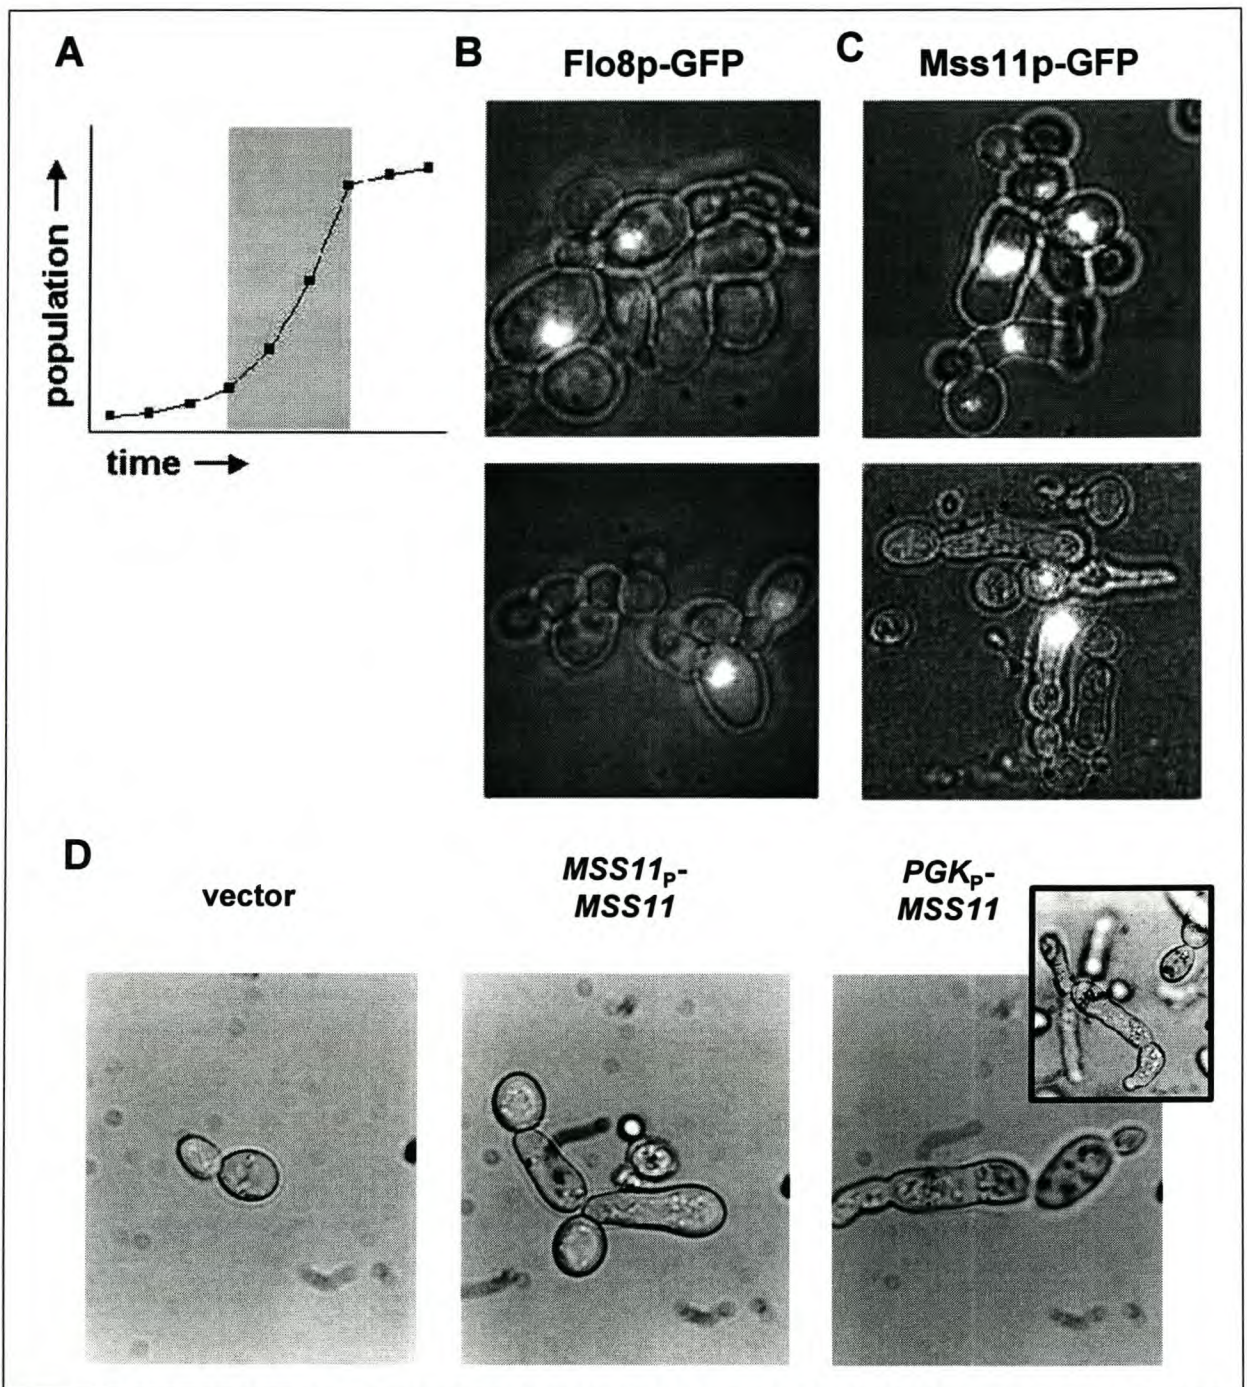 A
population
time
B
Flo8p-GFP
C
Mss11p-GFP
D
vector
MSS11P-
MSS11
PGKP-
MSS11